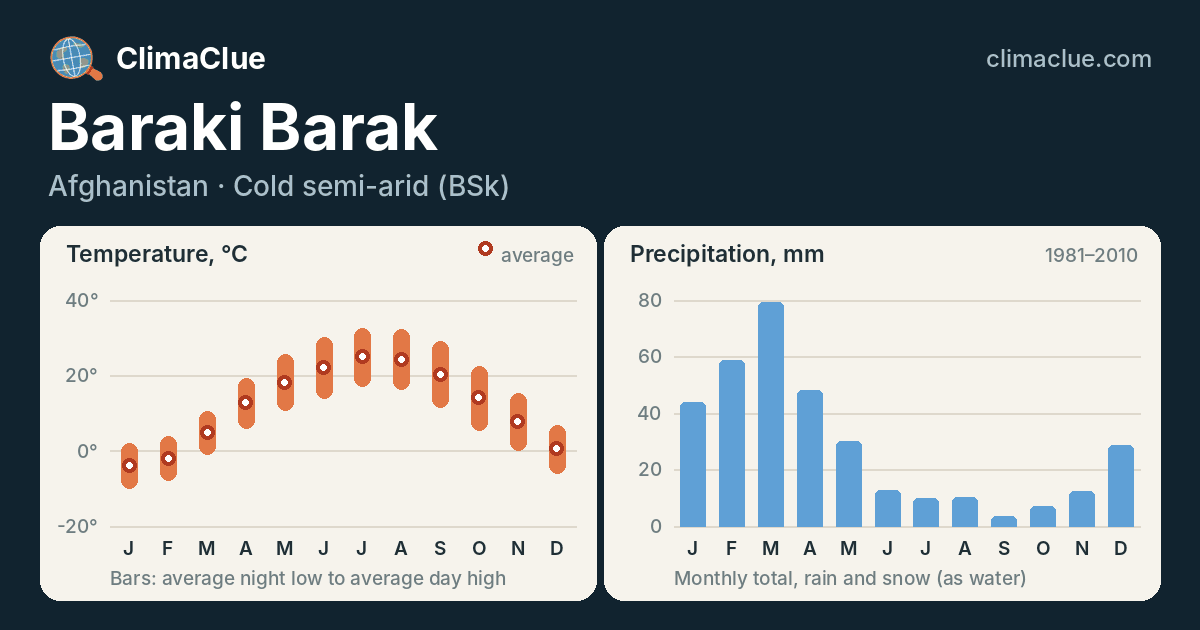 ClimaClue
climaclue.com
Baraki Barak
Afghanistan · Cold semi-arid (BSk)
Temperature, °C
average
40°
20°
0°
-20°
J F M A M J J A S O N D
Bars: average night low to average day high
Precipitation, mm
1981–2010
80
60
40
20
0
J F M A M J J A S O N D
Monthly total, rain and snow (as water)